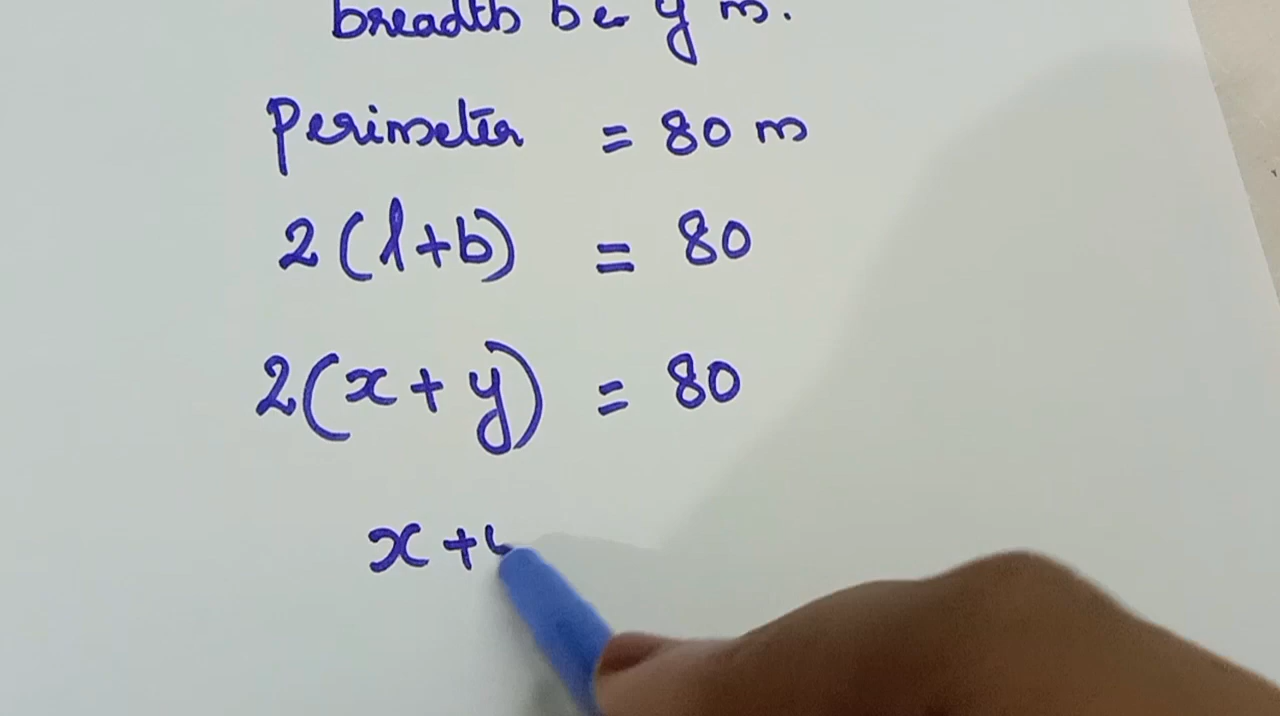 breadth be y m.
Perimeter = 80 m
2(l+b) = 80
2(x+y) = 80
x+y